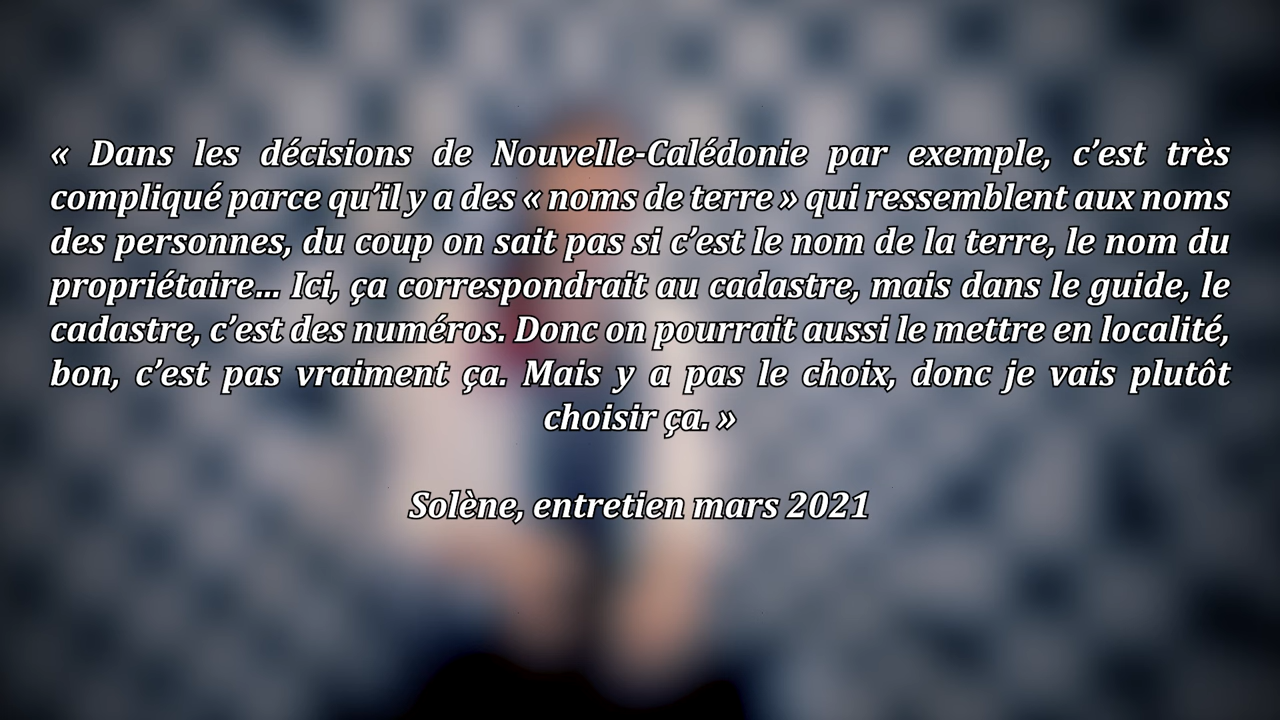 « Dans les décisions de Nouvelle-Calédonie par exemple, c’est très
compliqué parce qu’il y a des « noms de terre » qui ressemblent aux noms
des personnes, du coup on sait pas si c’est le nom de la terre, le nom du
propriétaire... Ici, ça correspondrait au cadastre, mais dans le guide, le
cadastre, c’est des numéros. Donc on pourrait aussi le mettre en localité,
bon, c’est pas vraiment ça. Mais y a pas le choix, donc je vais plutôt
choisir ça. »
Solène, entretien mars 2021